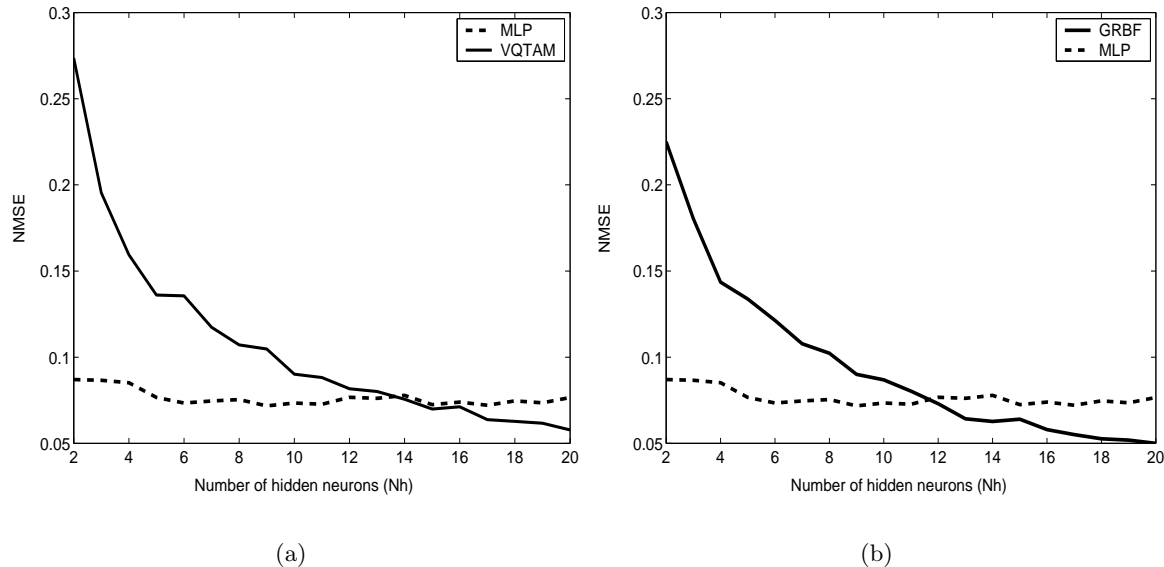 0.3
0.25
0.2
0.15
0.1
0.05
NMSE
MLP
VQTAM
2 4 6 8 10 12 14 16 18 20
Number of hidden neurons (Nh)
(a)
0.3
0.25
0.2
0.15
0.1
0.05
NMSE
GRBF
MLP
2 4 6 8 10 12 14 16 18 20
Number of hidden neurons (Nh)
(b)